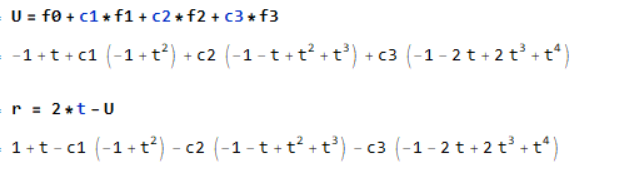 U = f0 + c1 * f1 + c2 * f2 + c3 * f3
-1 + t + c1 (-1 + t²) + c2 (-1 - t + t² + t³) + c3 (-1 - 2 t + 2 t³ + t⁴)
r = 2 * t - U
1 + t - c1 (-1 + t²) - c2 (-1 - t + t² + t³) - c3 (-1 - 2 t + 2 t³ + t⁴)